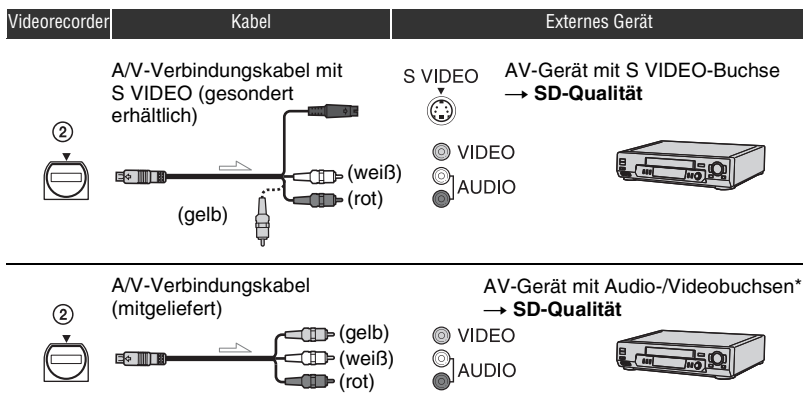 Videorecorder Kabel Externes Gerät
A/V-Verbindungskabel mit
S VIDEO (gesondert
erhältlich)
S VIDEO
AV-Gerät mit S VIDEO-Buchse
→ SD-Qualität
②
VIDEO
(weiß)
AUDIO
(rot)
(gelb)
A/V-Verbindungskabel
(mitgeliefert)
AV-Gerät mit Audio-/Videobuchsen*
→ SD-Qualität
②
(gelb)
VIDEO
(weiß)
AUDIO
(rot)